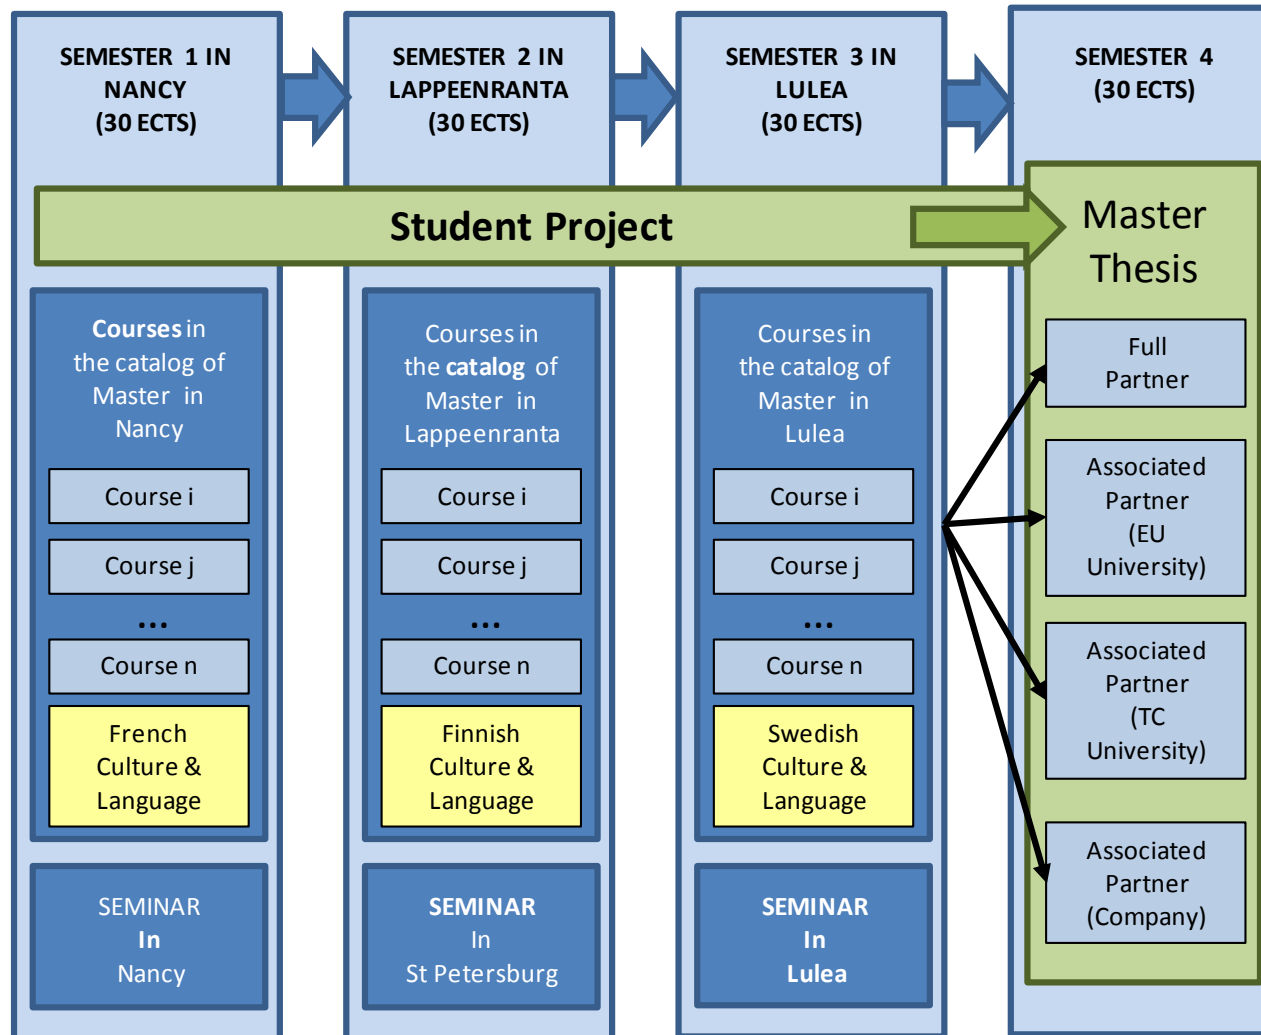 SEMESTER 1 IN
NANCY
(30 ECTS)
SEMESTER 2 IN
LAPPEENRANTA
(30 ECTS)
SEMESTER 3 IN
LULEA
(30 ECTS)
SEMESTER 4
(30 ECTS)
Student Project
Master
Thesis
Courses in
the catalog of
Master in
Nancy
Course i
Course j
...
Course n
French
Culture &
Language
SEMINAR
In
Nancy
Courses in
the catalog of
Master in
Lappeenranta
Course i
Course j
...
Course n
Finnish
Culture &
Language
SEMINAR
In
St Petersburg
Courses in
the catalog of
Master in
Lulea
Course i
Course j
...
Course n
Swedish
Culture &
Language
SEMINAR
In
Lulea
Full
Partner
Associated
Partner
(EU
University)
Associated
Partner
(TC
University)
Associated
Partner
(Company)